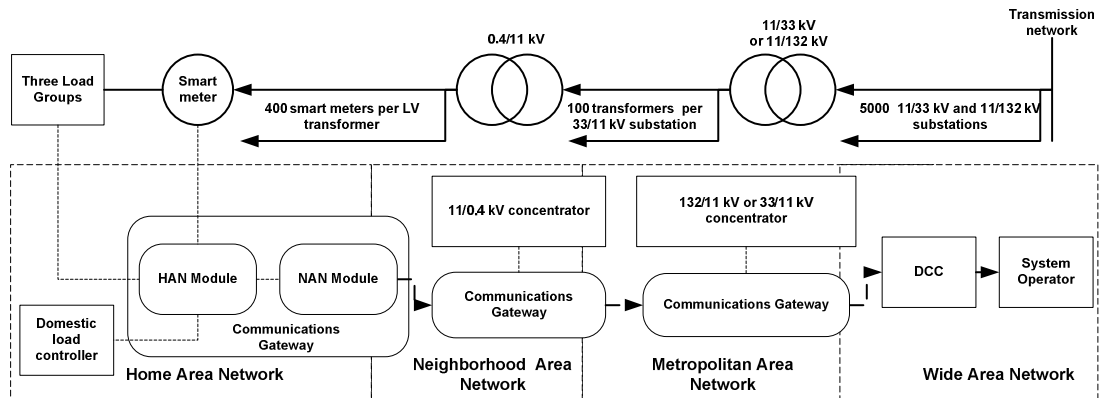 Transmission
network
11/33 kV
or 11/132 kV
0.4/11 kV
Three Load
Groups
Smart
meter
400 smart meters per LV
transformer
100 transformers per
33/11 kV substation
5000 11/33 kV and 11/132 kV
substations
11/0.4 kV concentrator
132/11 kV or 33/11 kV
concentrator
HAN Module
NAN Module
Communications
Gateway
Communications
Gateway
Communications Gateway
DCC
System
Operator
Domestic
load
controller
Home Area Network
Neighborhood Area
Network
Metropolitan Area
Network
Wide Area Network